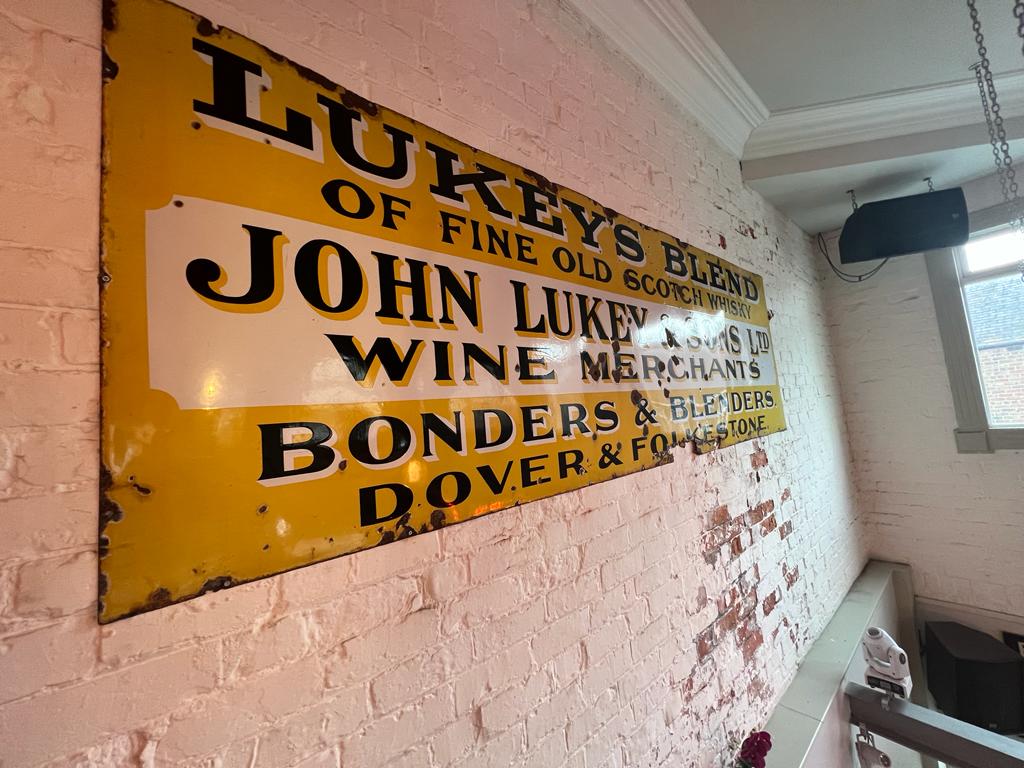 LUKEY'S BLEND
OF FINE OLD SCOTCH WHISKY
JOHN LUKEY & SONS LTD
WINE MERCHANTS
BONDERS & BLENDERS.
DOVER & FOLKESTONE.